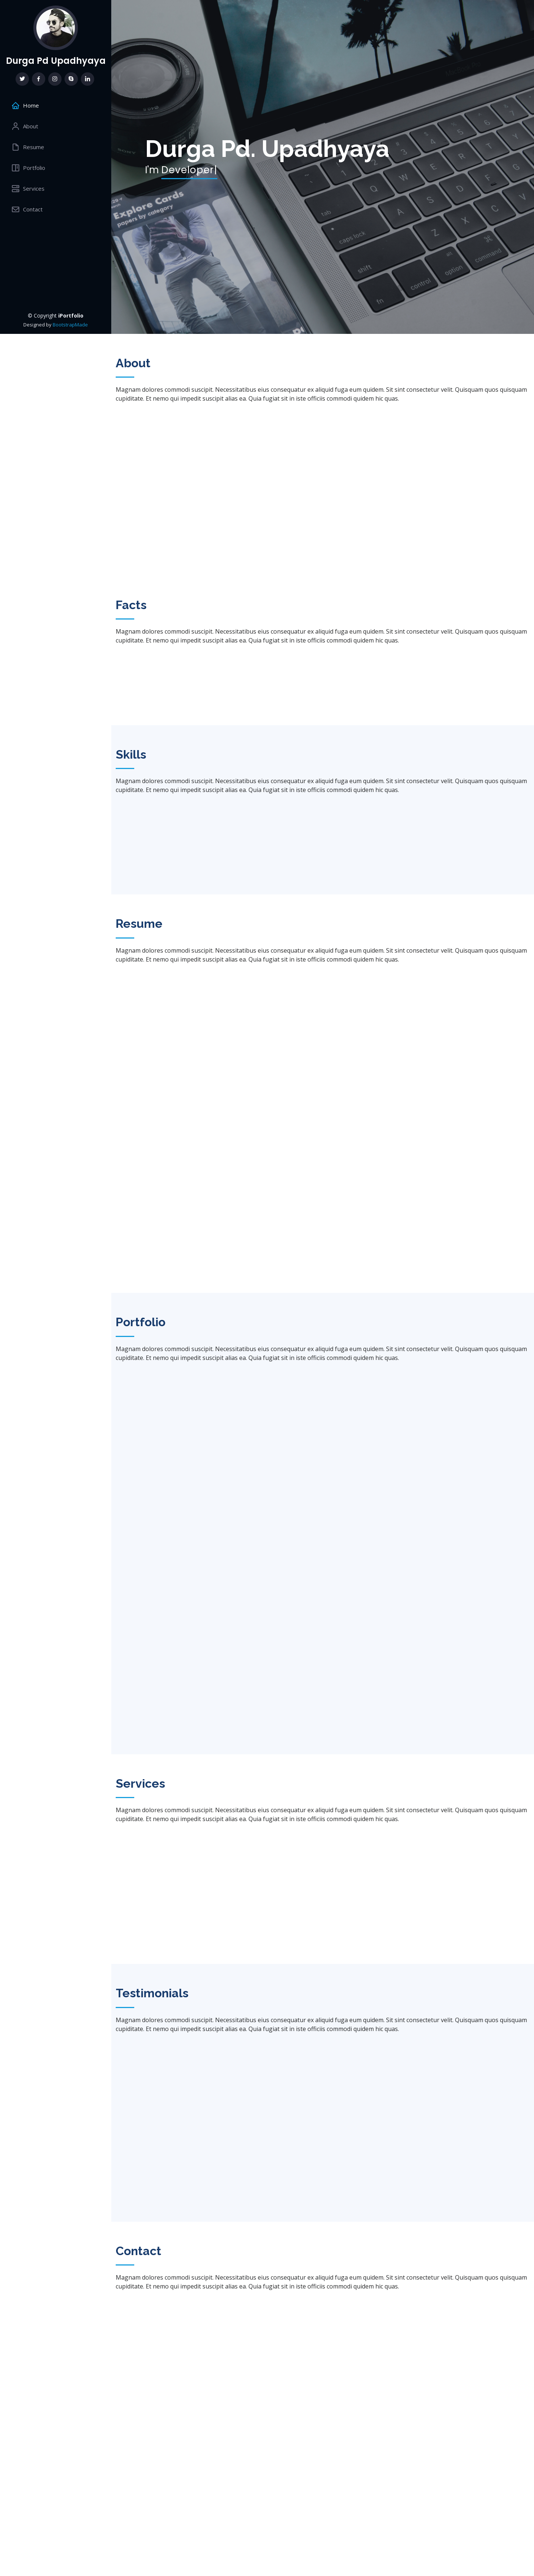 Durga Pd Upadhyaya
Home
About
Resume
Portfolio
Services
Contact
© Copyright iPortfolio
Designed by BootstrapMade
Durga Pd. Upadhyaya
I'm Developer|
Explore Cards
caps lock
shift
fn
control
option
command
About
Magnam dolores commodi suscipit. Necessitatibus eius consequatur ex aliquid fuga eum quidem. Sit sint consectetur velit. Quisquam quos quisquam
cupiditate. Et nemo qui impedit suscipit alias ea. Quia fugiat sit in iste officiis commodi quidem hic quas.
Facts
Magnam dolores commodi suscipit. Necessitatibus eius consequatur ex aliquid fuga eum quidem. Sit sint consectetur velit. Quisquam quos quisquam
cupiditate. Et nemo qui impedit suscipit alias ea. Quia fugiat sit in iste officiis commodi quidem hic quas.
Skills
Magnam dolores commodi suscipit. Necessitatibus eius consequatur ex aliquid fuga eum quidem. Sit sint consectetur velit. Quisquam quos quisquam
cupiditate. Et nemo qui impedit suscipit alias ea. Quia fugiat sit in iste officiis commodi quidem hic quas.
Resume
Magnam dolores commodi suscipit. Necessitatibus eius consequatur ex aliquid fuga eum quidem. Sit sint consectetur velit. Quisquam quos quisquam
cupiditate. Et nemo qui impedit suscipit alias ea. Quia fugiat sit in iste officiis commodi quidem hic quas.
Portfolio
Magnam dolores commodi suscipit. Necessitatibus eius consequatur ex aliquid fuga eum quidem. Sit sint consectetur velit. Quisquam quos quisquam
cupiditate. Et nemo qui impedit suscipit alias ea. Quia fugiat sit in iste officiis commodi quidem hic quas.
Services
Magnam dolores commodi suscipit. Necessitatibus eius consequatur ex aliquid fuga eum quidem. Sit sint consectetur velit. Quisquam quos quisquam
cupiditate. Et nemo qui impedit suscipit alias ea. Quia fugiat sit in iste officiis commodi quidem hic quas.
Testimonials
Magnam dolores commodi suscipit. Necessitatibus eius consequatur ex aliquid fuga eum quidem. Sit sint consectetur velit. Quisquam quos quisquam
cupiditate. Et nemo qui impedit suscipit alias ea. Quia fugiat sit in iste officiis commodi quidem hic quas.
Contact
Magnam dolores commodi suscipit. Necessitatibus eius consequatur ex aliquid fuga eum quidem. Sit sint consectetur velit. Quisquam quos quisquam
cupiditate. Et nemo qui impedit suscipit alias ea. Quia fugiat sit in iste officiis commodi quidem hic quas.